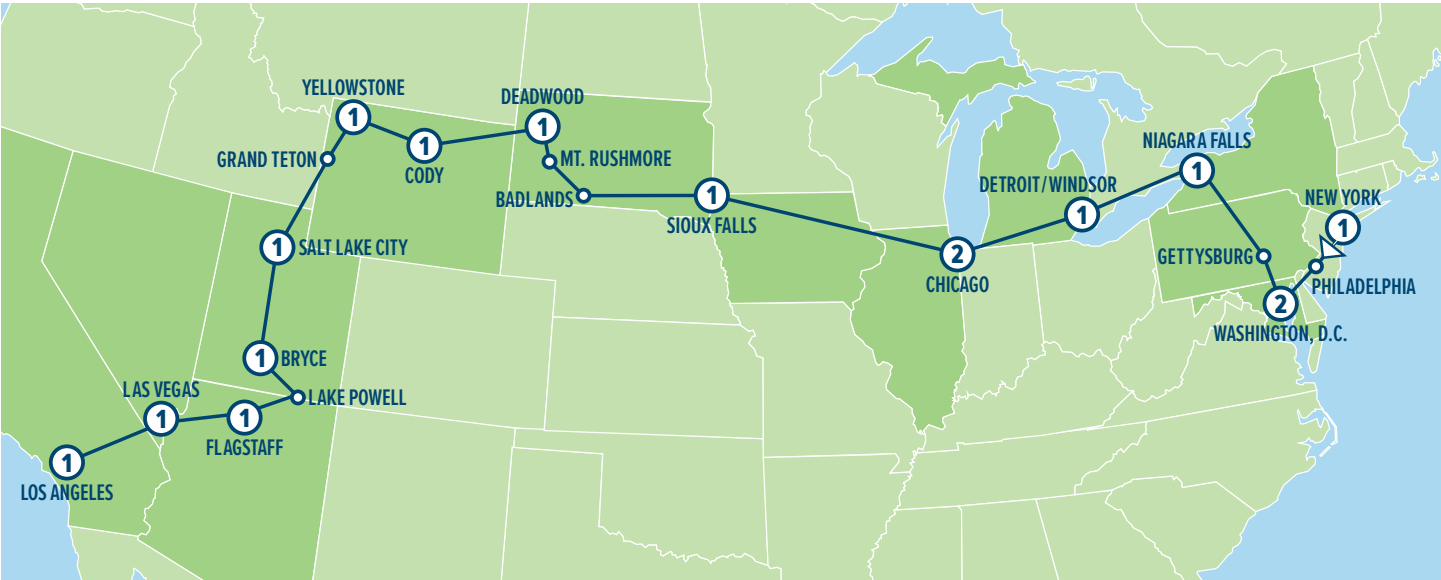 YELLOWSTONE
1
DEADWOOD
1
GRAND TETON
1
CODY
MT. RUSHMORE
BADLANDS
1
SIOUX FALLS
NIAGARA FALLS
1
DETROIT/WINDSOR
1
NEW YORK
1
2
CHICAGO
GETTYSBURG
PHILADELPHIA
2
WASHINGTON, D.C.
1
SALT LAKE CITY
1
BRYCE
LAKE POWELL
LAS VEGAS
1
1
FLAGSTAFF
1
LOS ANGELES